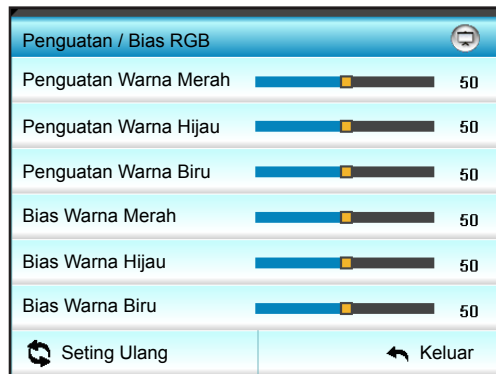 Penguatan / Bias RGB
Penguatan Warna Merah 50
Penguatan Warna Hijau 50
Penguatan Warna Biru 50
Bias Warna Merah 50
Bias Warna Hijau 50
Bias Warna Biru 50
Seting Ulang Keluar